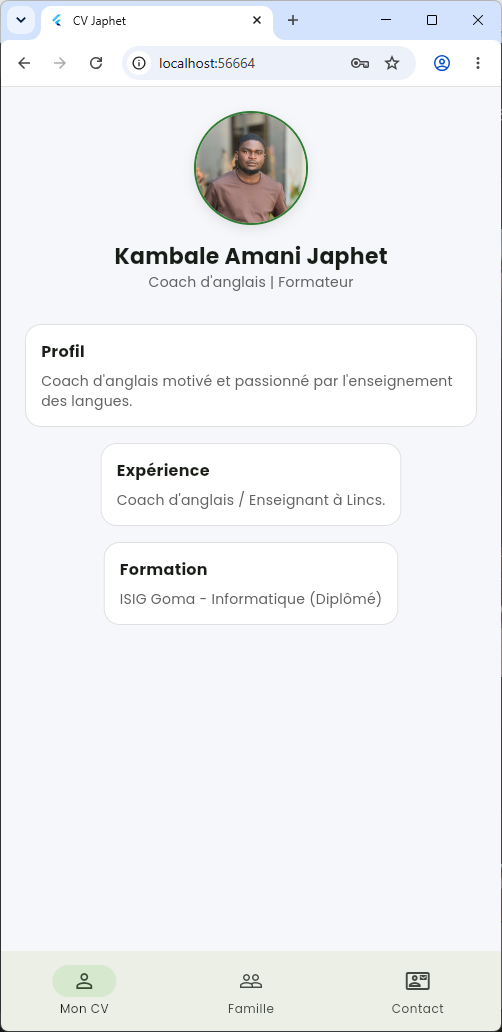 CV Japhet
localhost:56664
Kambale Amani Japhet
Coach d'anglais | Formateur
Profil
Coach d'anglais motivé et passionné par l'enseignement
des langues.
Expérience
Coach d'anglais / Enseignant à Lincs.
Formation
ISIG Goma - Informatique (Diplômé)
Mon CV
Famille
Contact